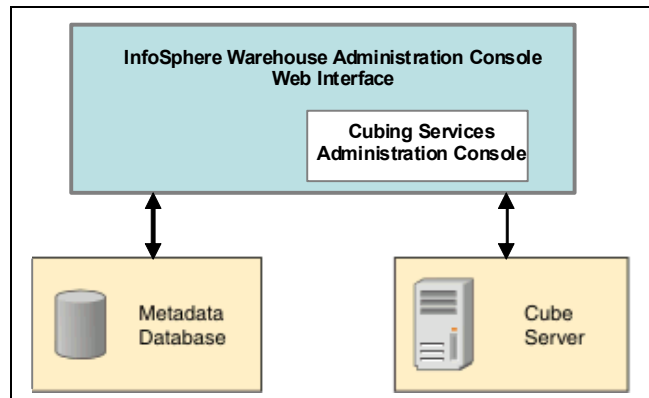 InfoSphere Warehouse Administration Console
Web Interface
Cubing Services
Administration Console
Metadata
Database
Cube
Server